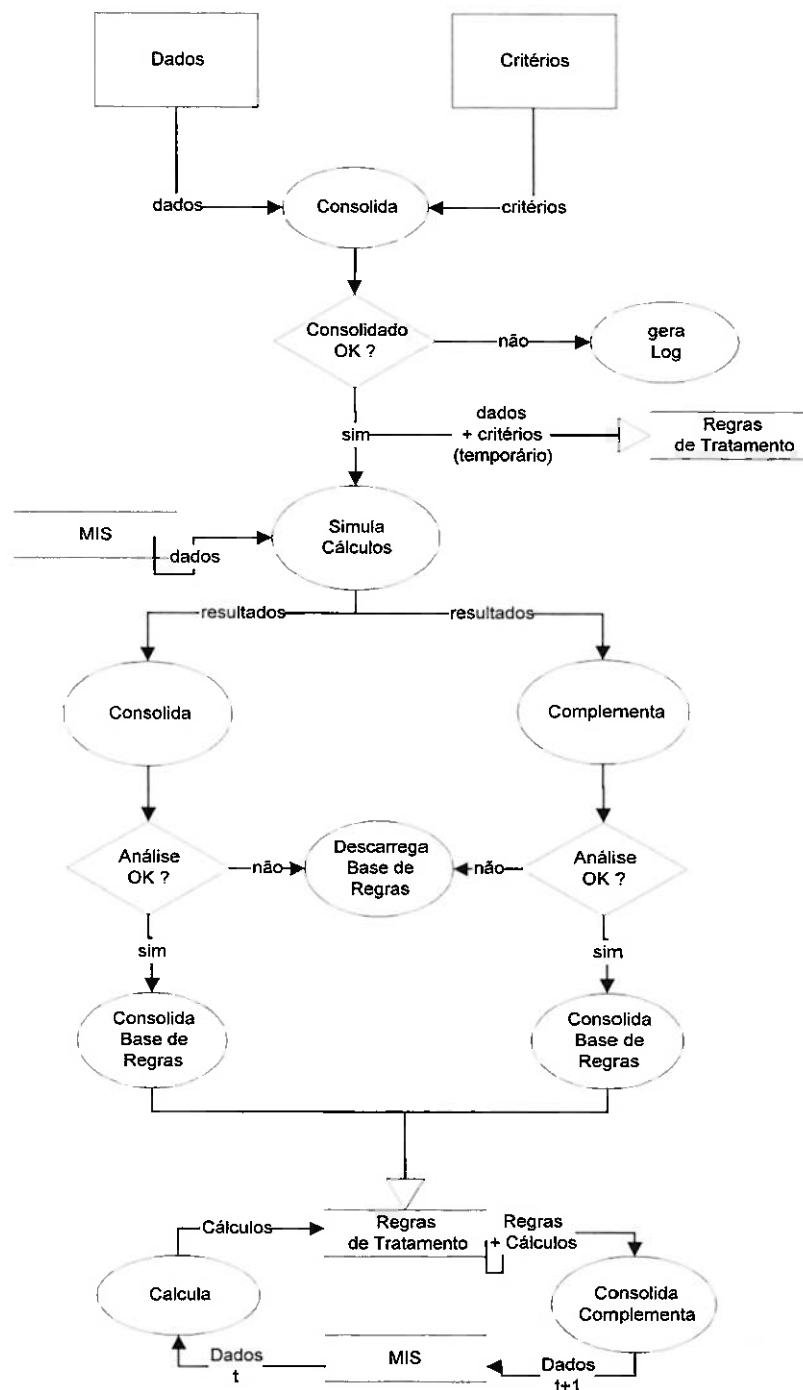 Dados
Critérios
dados
Consolida
critérios
Consolidado
OK ?
não
gera
Log
sim
dados
+ critérios
(temporário)
Regras
de Tratamento
MIS
dados
Simula
Cálculos
resultados
resultados
Consolida
Complementa
Análise
OK ?
não
Descarrega
Base de
Regras
não
Análise
OK ?
sim
sim
Consolida
Base de
Regras
Consolida
Base de
Regras
Cálculos
Regras
de Tratamento
Regras
+ Cálculos
Calcula
Consolida
Complementa
Dados
t
MIS
Dados
t+1